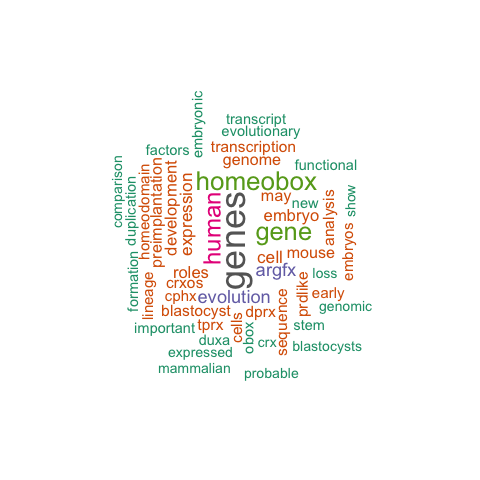 embryonic
transcript
evolutionary
transcription
factors
genome
functional
comparison
duplication
homeodomain
preimplantation
development
expression
homeobox
human
genes
may
new
show
analysis
embryo
gene
embryos
cell
mouse
formation
lineage
roles
argfx
loss
crxos
cphx
evolution
prdlike
early
genomic
blastocyst
dprx
sequence
important
tprx
cells
obox
stem
duxa
crx
blastocysts
expressed
mammalian
probable